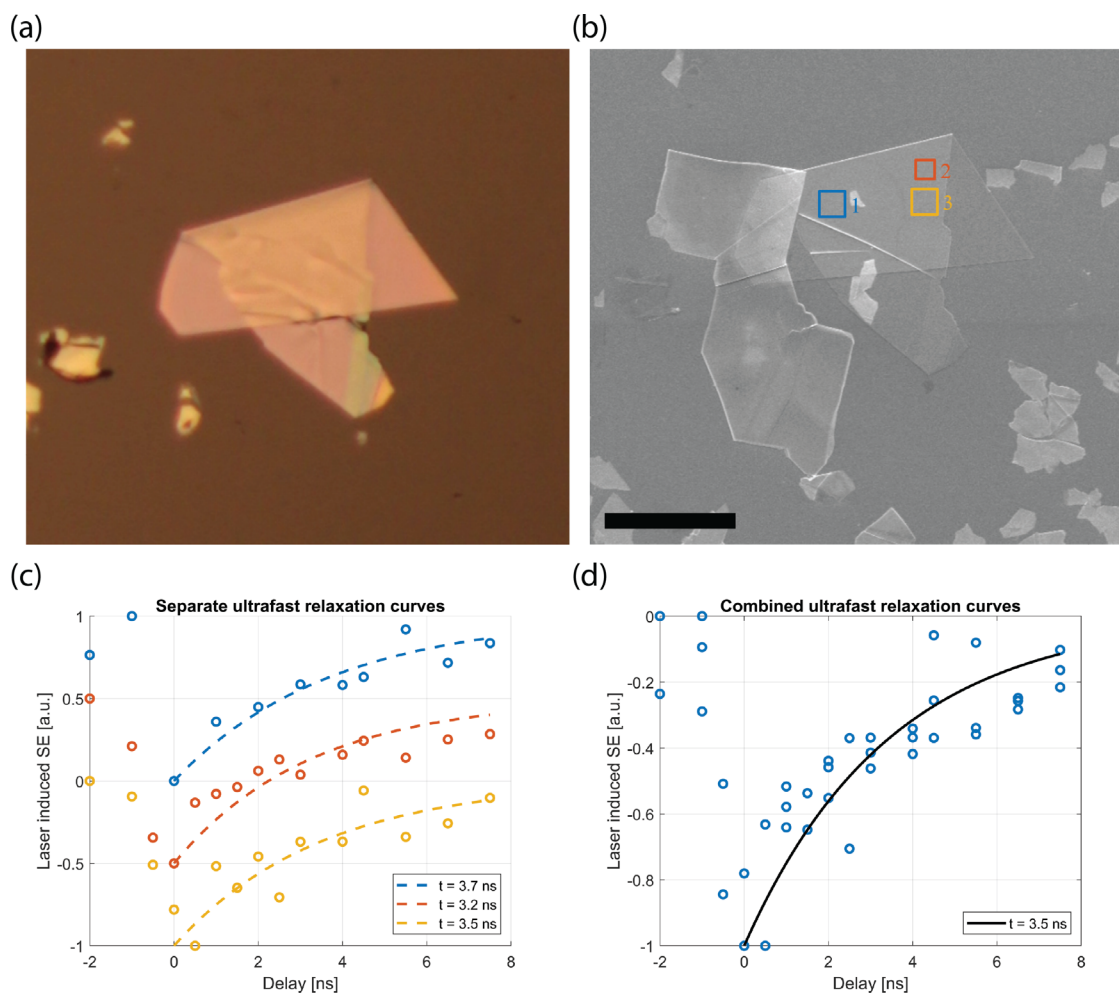 (a)
(b)
1
2
3
(c)
(d)
Separate ultrafast relaxation curves
1
0.5
0
-0.5
-1
Laser induced SE [a.u.]
-2
0
2
4
6
8
Delay [ns]
t = 3.7 ns
t = 3.2 ns
t = 3.5 ns
Combined ultrafast relaxation curves
0
-0.2
-0.4
-0.6
-0.8
-1
Laser induced SE [a.u.]
-2
0
2
4
6
8
Delay [ns]
t = 3.5 ns